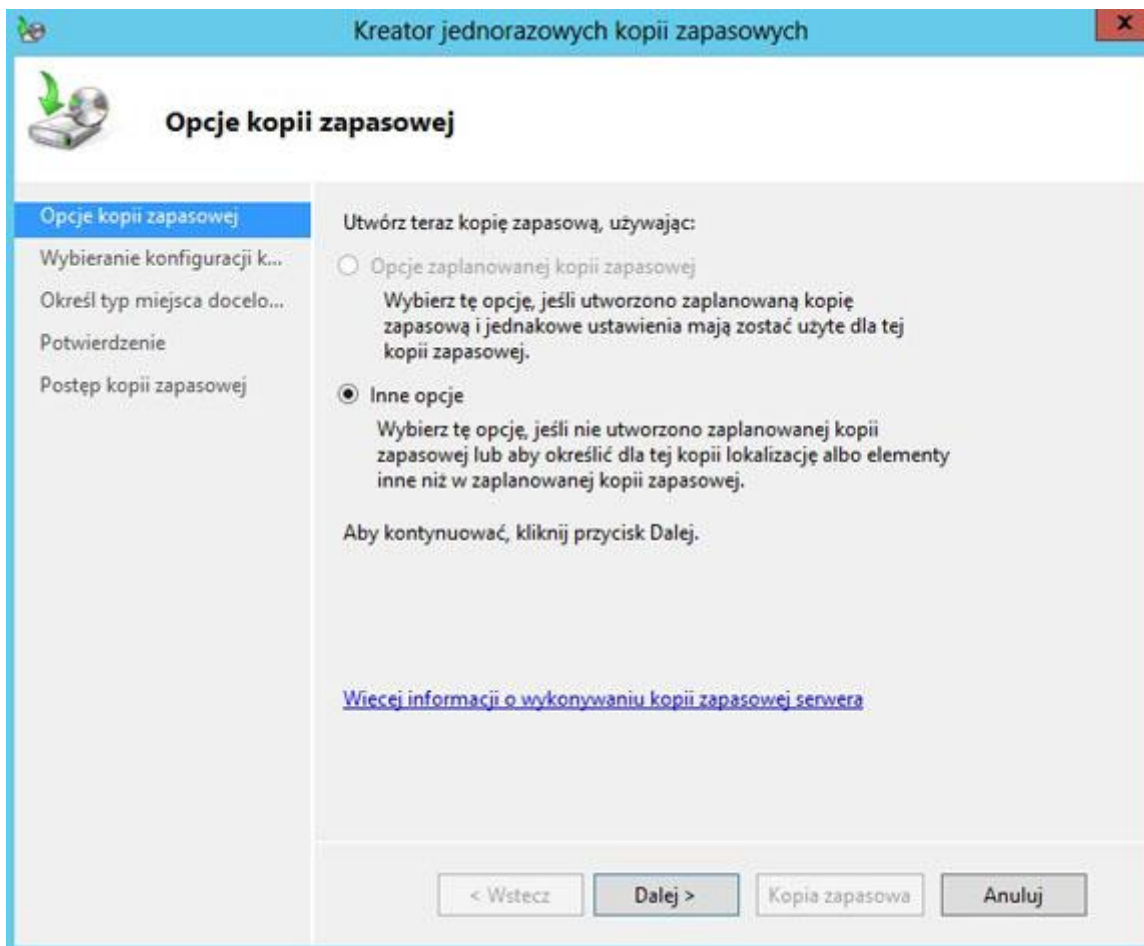 Kreator jednorazowych kopii zapasowych
x
Opcje kopii zapasowej
Opcje kopii zapasowej
Wybieranie konfiguracji k...
Określ typ miejsca docelo...
Potwierdzenie
Postęp kopii zapasowej
Utwórz teraz kopię zapasową, używając:
Opcje zaplanowanej kopii zapasowej
Wybierz tę opcję, jeśli utworzono zaplanowaną kopię
zapasową i jednakowe ustawienia mają zostać użyte dla tej
kopii zapasowej.
Inne opcje
Wybierz tę opcję, jeśli nie utworzono zaplanowanej kopii
zapasowej lub aby określić dla tej kopii lokalizację albo elementy
inne niż w zaplanowanej kopii zapasowej.
Aby kontynuować, kliknij przycisk Dalej.
Więcej informacji o wykonywaniu kopii zapasowej serwera
< Wstecz
Dalej >
Kopia zapasowa
Anuluj